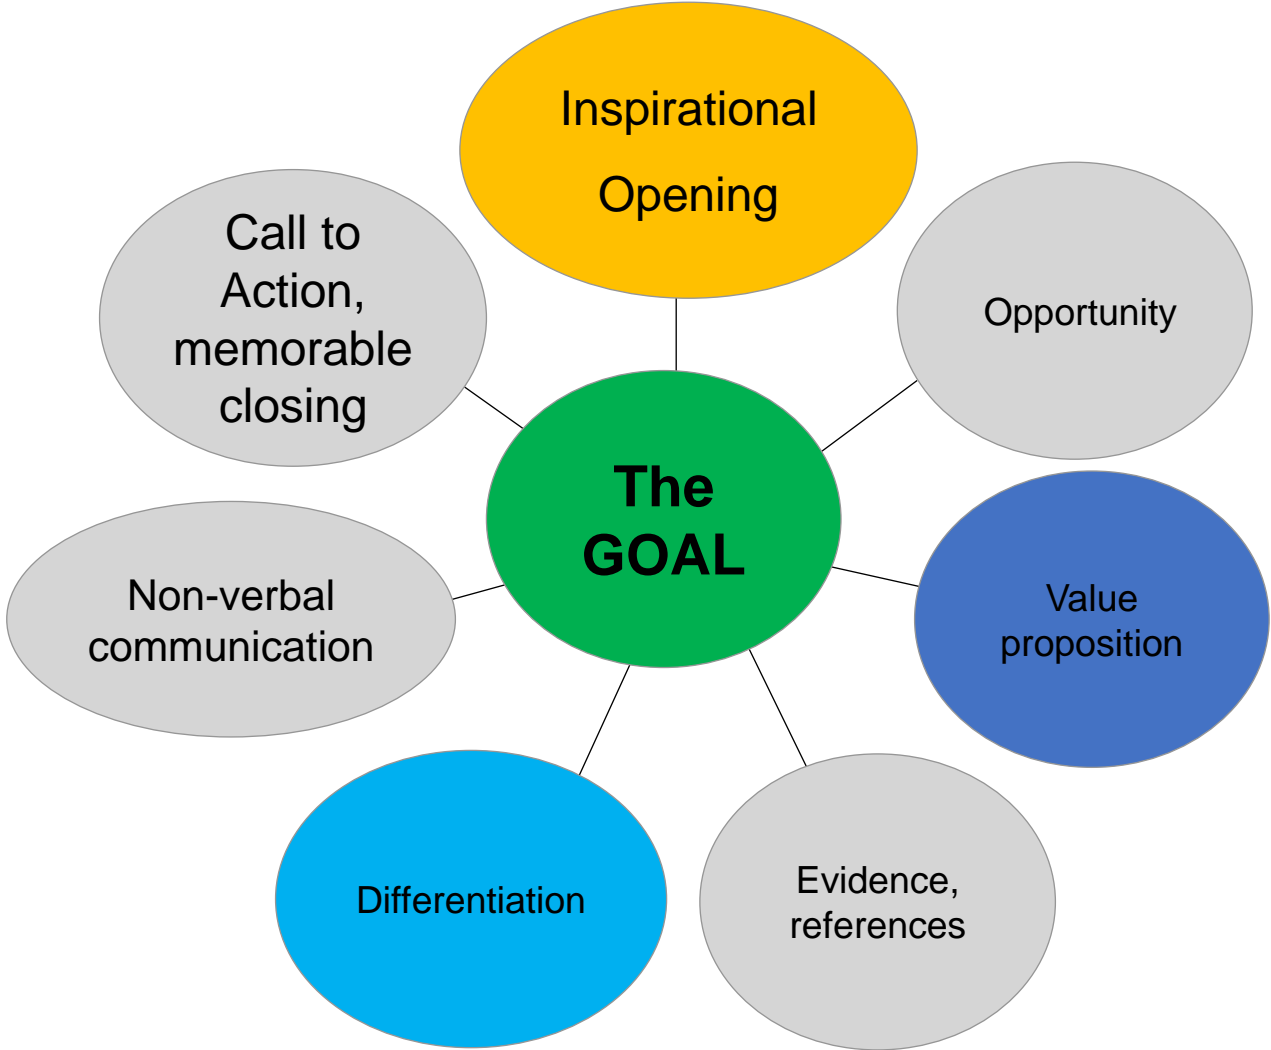 Inspirational
Opening
Opportunity
Value
proposition
Evidence,
references
Differentiation
Non-verbal
communication
Call to
Action,
memorable
closing
The
GOAL